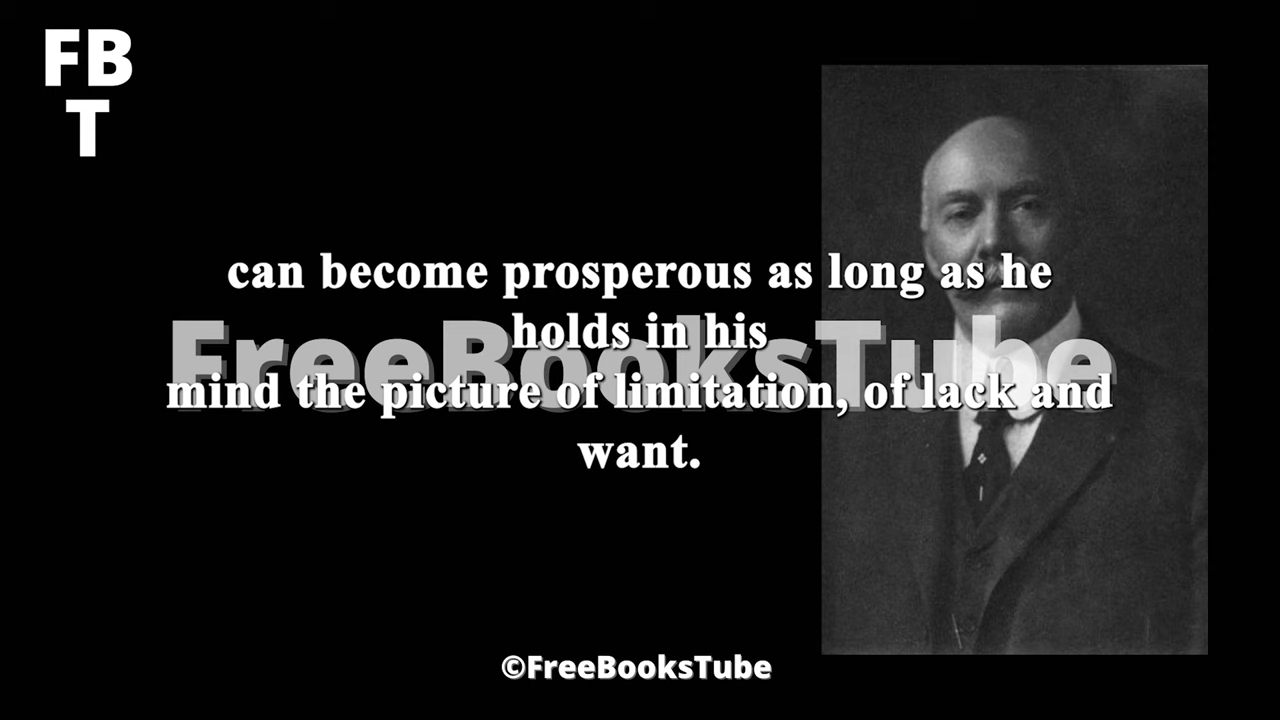 FB
T
can become prosperous as long as he
holds in his
FreeBooksTube
mind the picture of limitation, of lack and
want.
©FreeBooksTube